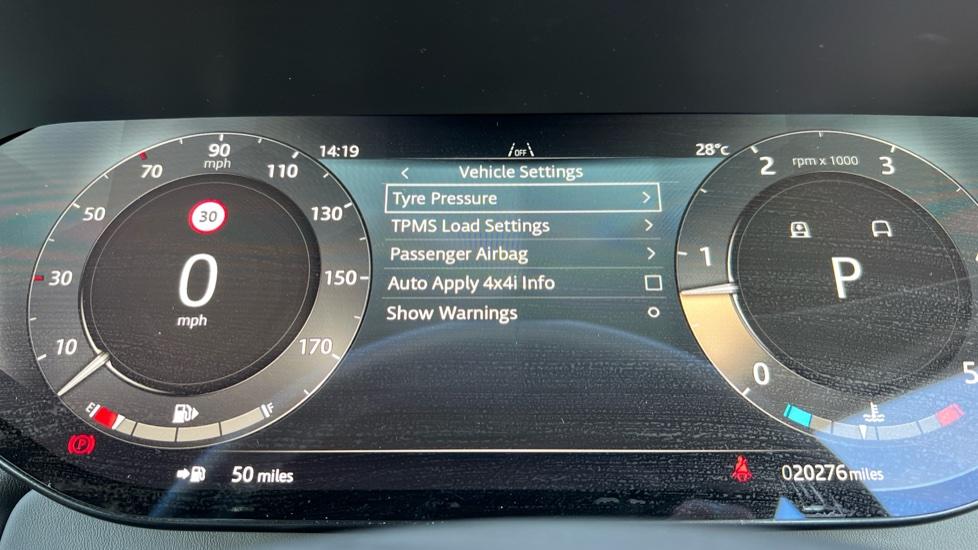 14:19
OFF
28°c
< Vehicle Settings
Tyre Pressure >
TPMS Load Settings >
Passenger Airbag >
Auto Apply 4x4i Info
Show Warnings
90
mph
70
110
50
130
30
30
150
0
mph
10
170
E
F
P
50 miles
2
rpm x 1000
3
1
P
0
5
020276 miles